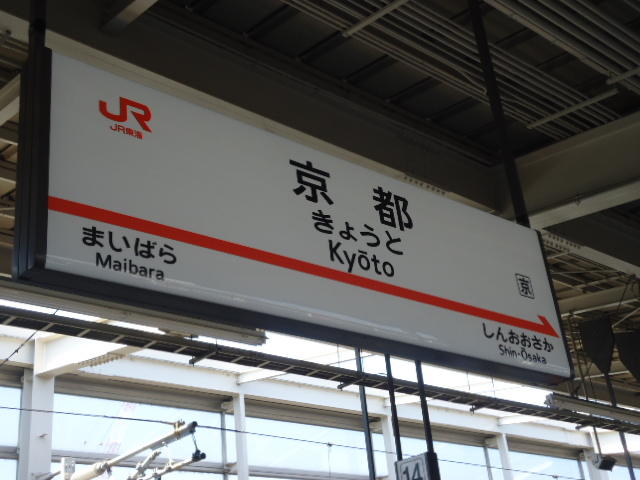 JR
JR東海
京都
きょうと
Kyōto
京
まいばら
Maibara
しんおおさか
Shin-Ōsaka
14